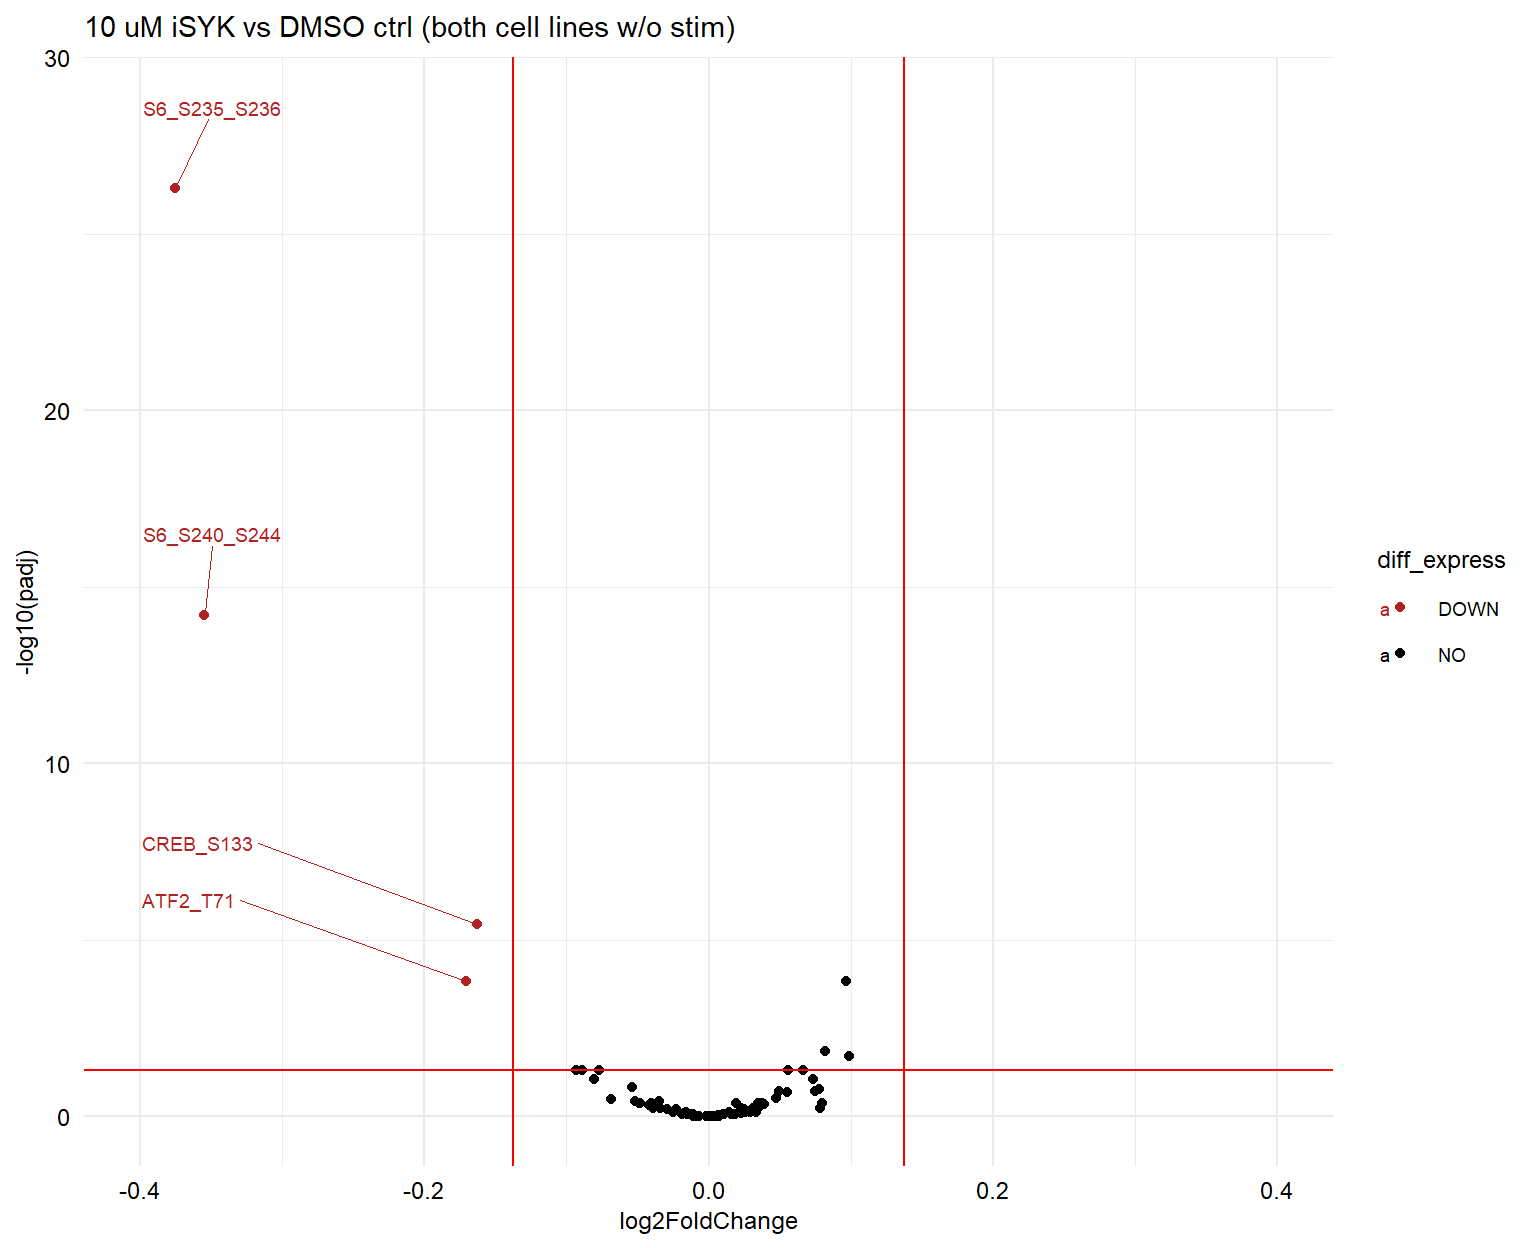 10 uM iSYK vs DMSO ctrl (both cell lines w/o stim)
30
S6_S235_S236
20
S6_S240_S244
-log10(padj)
diff_express
a DOWN
a NO
10
CREB_S133
ATF2_T71
0
-0.4 -0.2 0.0 0.2 0.4
log2FoldChange